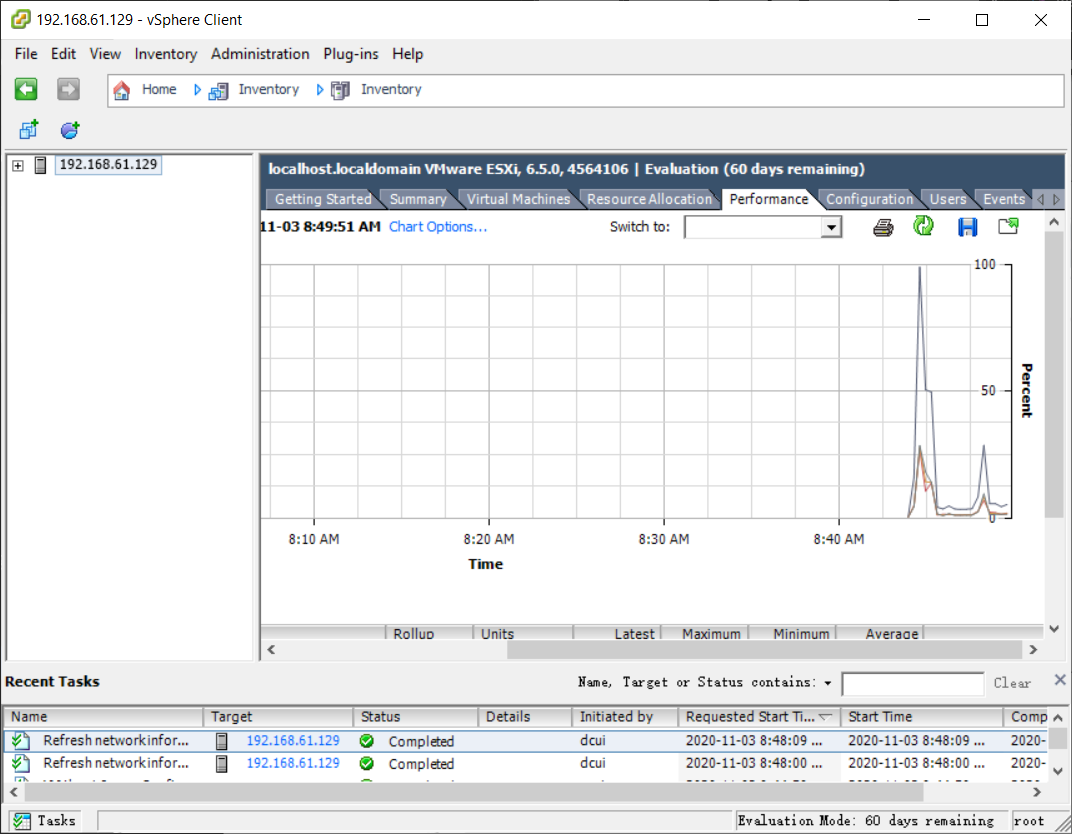 192.168.61.129 - vSphere Client
File Edit View Inventory Administration Plug-ins Help
Home Inventory Inventory
192.168.61.129
localhost.localdomain VMware ESXi, 6.5.0, 4564106 | Evaluation (60 days remaining)
Getting Started Summary Virtual Machines Resource Allocation Performance Configuration Users Events
11-03 8:49:51 AM Chart Options... Switch to:
100
50
0
Percent
8:10 AM 8:20 AM 8:30 AM 8:40 AM
Time
Rollup Units Latest Maximum Minimum Average
Recent Tasks Name, Target or Status contains: Clear
Name Target Status Details Initiated by Requested Start Ti... Start Time Comp
Refresh network infor... 192.168.61.129 Completed dcui 2020-11-03 8:48:09 ... 2020-11-03 8:48:09 ... 2020-
Refresh network infor... 192.168.61.129 Completed dcui 2020-11-03 8:48:00 ... 2020-11-03 8:48:00 ... 2020-
Tasks Evaluation Mode: 60 days remaining root